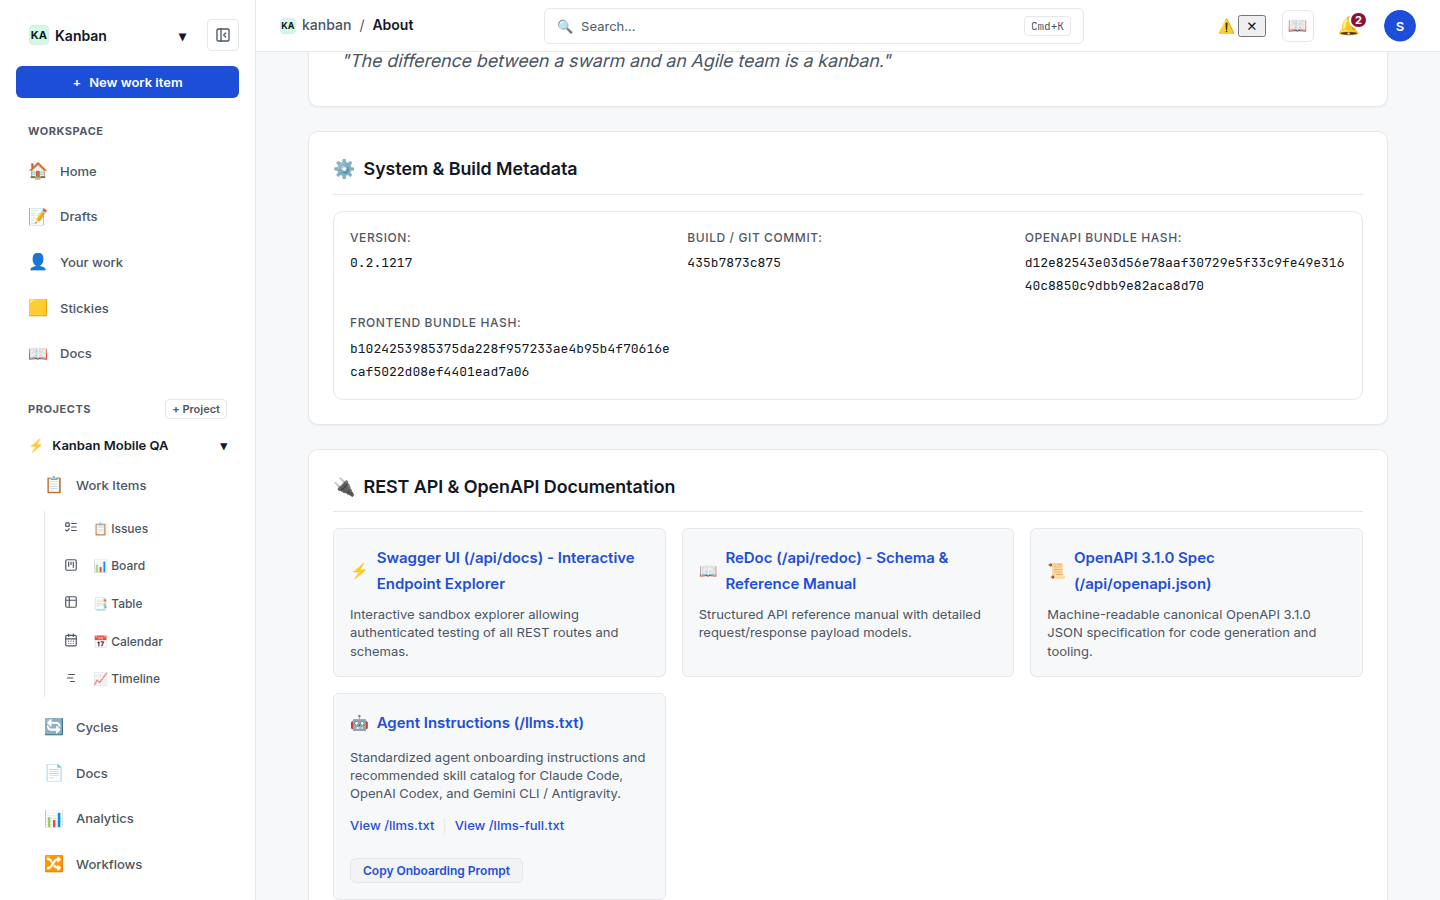 KA Kanban ▼
+ New work item
WORKSPACE
🏠 Home
📝 Drafts
👤 Your work
🟨 Stickies
📖 Docs
PROJECTS
+ Project
⚡ Kanban Mobile QA ▼
📋 Work Items
📋 Issues
📊 Board
📑 Table
📅 Calendar
📈 Timeline
🔄 Cycles
📄 Docs
📊 Analytics
🔀 Workflows
KA kanban / About
🔍 Search... Cmd+K
⚠️ ✕ 📖 🔔 2 S
"The difference between a swarm and an Agile team is a kanban."
⚙️ System & Build Metadata
VERSION:
0.2.1217
BUILD / GIT COMMIT:
435b7873c875
OPENAPI BUNDLE HASH:
d12e82543e03d56e78aaf30729e5f33c9fe49e316
40c8850c9dbb9e82aca8d70
FRONTEND BUNDLE HASH:
b1024253985375da228f957233ae4b95b4f70616e
caf5022d08ef4401ead7a06
🔌 REST API & OpenAPI Documentation
⚡ Swagger UI (/api/docs) - Interactive
Endpoint Explorer
Interactive sandbox explorer allowing
authenticated testing of all REST routes and
schemas.
📖 ReDoc (/api/redoc) - Schema &
Reference Manual
Structured API reference manual with detailed
request/response payload models.
📜 OpenAPI 3.1.0 Spec
(/api/openapi.json)
Machine-readable canonical OpenAPI 3.1.0
JSON specification for code generation and
tooling.
🤖 Agent Instructions (/llms.txt)
Standardized agent onboarding instructions and
recommended skill catalog for Claude Code,
OpenAI Codex, and Gemini CLI / Antigravity.
View /llms.txt | View /llms-full.txt
Copy Onboarding Prompt